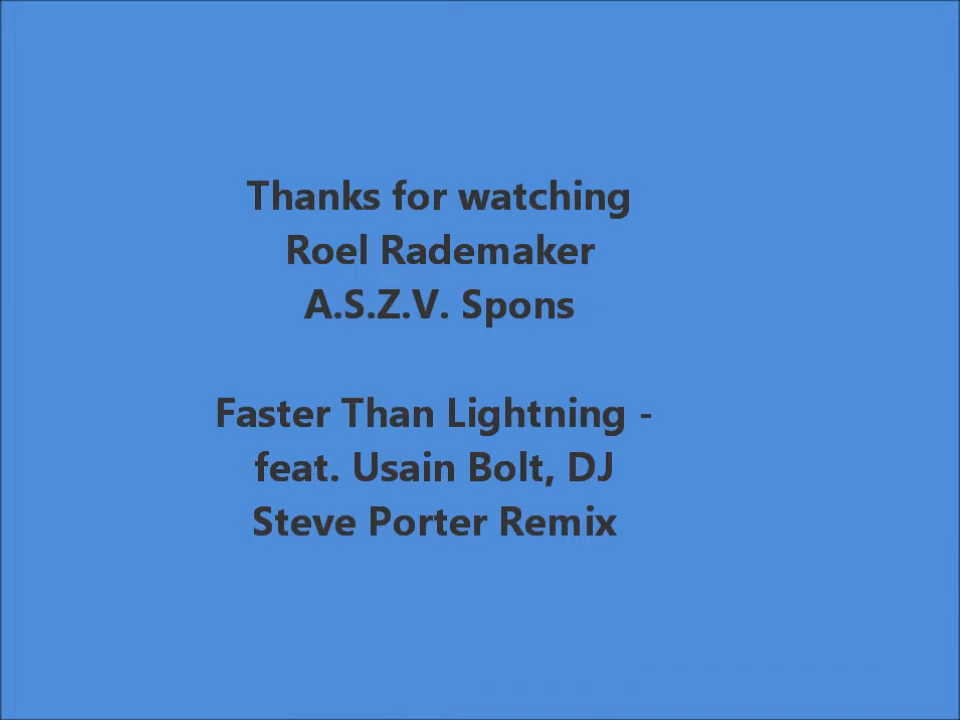 Thanks for watching
Roel Rademaker
A.S.Z.V. Spons
Faster Than Lightning -
feat. Usain Bolt, DJ
Steve Porter Remix